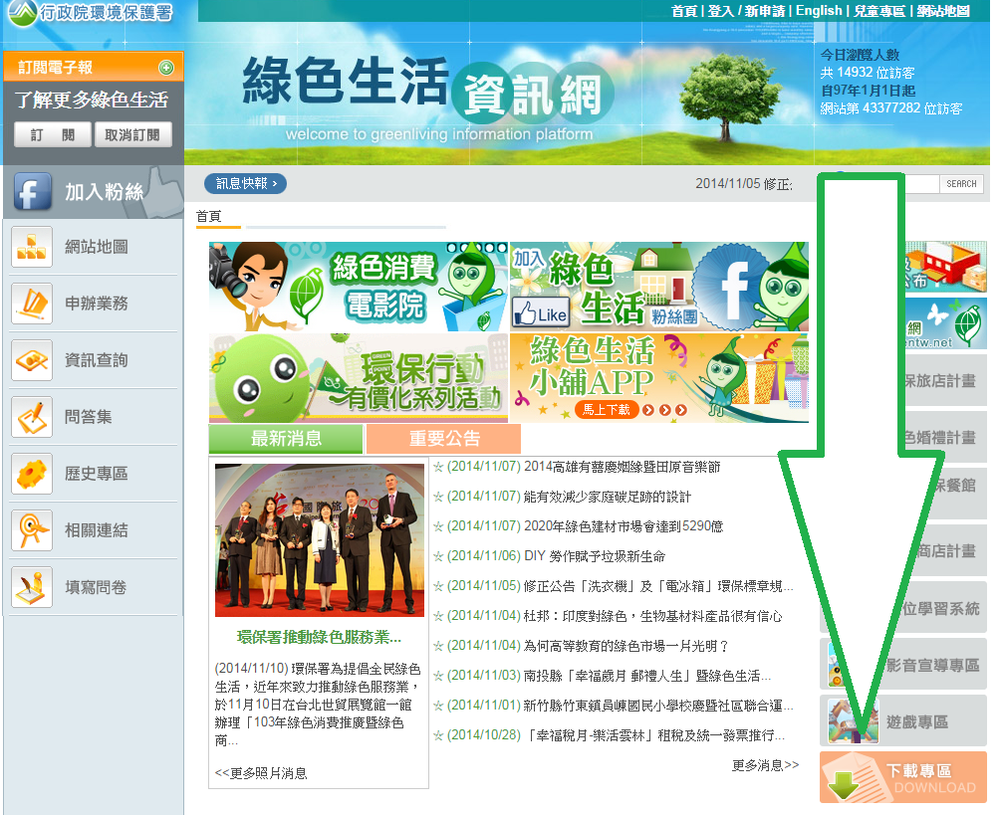 行政院環境保護署
首頁 | 登入 / 新申請 | English | 兒童專區 | 網站地圖
訂閱電子報
了解更多綠色生活
訂 閱
取消訂閱
綠色生活資訊網
welcome to greenliving information platform
今日瀏覽人數
共 14932 位訪客
自97年1月1日起
網站第 43377282 位訪客
加入粉絲
訊息快報 ›
2014/11/05 修正:
SEARCH
首頁
網站地圖
申辦業務
資訊查詢
問答集
歷史專區
相關連結
填寫問卷
綠色消費
電影院
加入
綠色
生活
粉絲團
Like
GREEN
環保行動
有價化系列活動
綠色生活
小舖APP
馬上下載
公布
網
ntw.net
最新消息
重要公告
環保署推動綠色服務業...
(2014/11/10) 環保署為提倡全民綠色
生活，近年來致力推動綠色服務業，
於11月10日在台北世貿展覽館一館
辦理「103年綠色消費推廣暨綠色
商...
<<更多照片消息
☆ (2014/11/07) 2014高雄有囍慶姻緣暨田原音樂節
☆ (2014/11/07) 能有效減少家庭碳足跡的設計
☆ (2014/11/07) 2020年綠色建材市場會達到5290億
☆ (2014/11/06) DIY 勞作賦予垃圾新生命
☆ (2014/11/05) 修正公告「洗衣機」及「電冰箱」環保標章規...
☆ (2014/11/04) 杜邦：印度對綠色，生物基材料產品很有信心
☆ (2014/11/04) 為何高等教育的綠色市場一片光明？
☆ (2014/11/03) 南投縣「幸福歲月 郵禮人生」暨綠色生活...
☆ (2014/11/01) 新竹縣竹東鎮員崠國民小學校慶暨社區聯合運...
☆ (2014/10/28) 「幸福稅月-樂活雲林」租稅及統一發票推行...
更多消息>>
保旅店計畫
色婚禮計畫
保餐館
商店計畫
位學習系統
影音宣導專區
遊戲專區
下載專區
DOWNLOAD